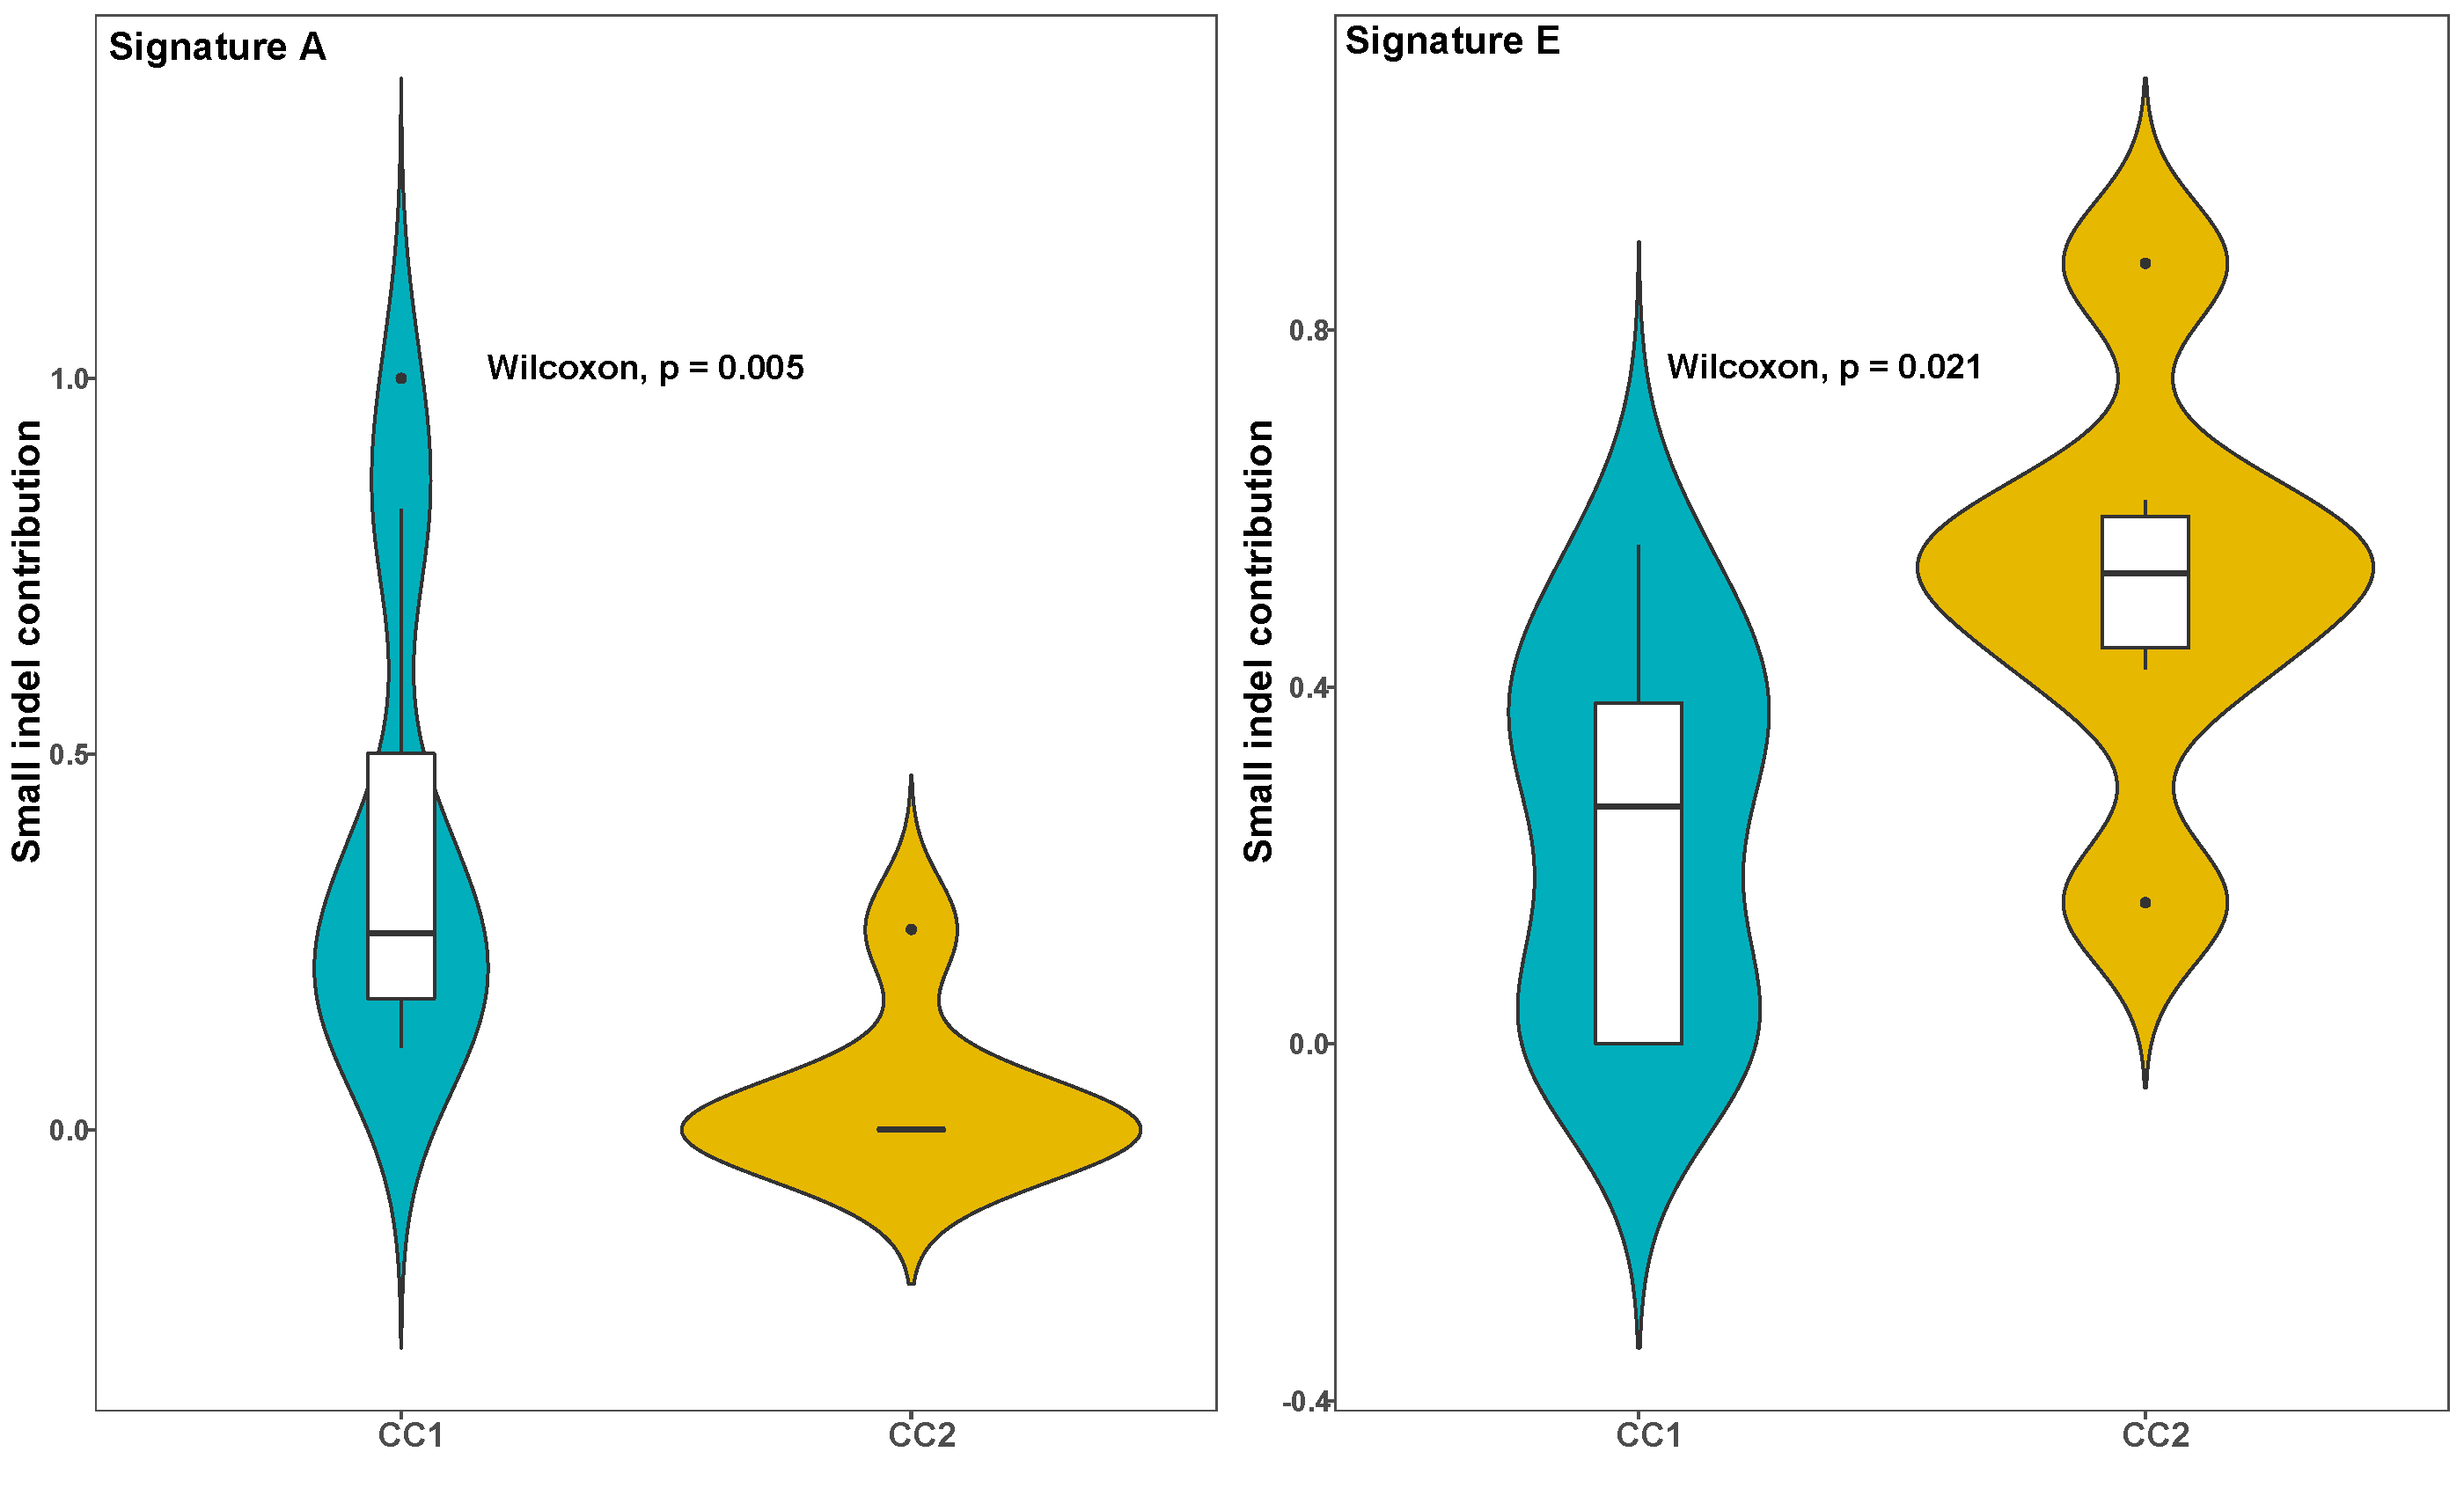 Signature A
Wilcoxon, p = 0.005
Small indel contribution
1.0
0.5
0.0
CC1
CC2
Signature E
Wilcoxon, p = 0.021
Small indel contribution
0.8
0.4
0.0
-0.4
CC1
CC2